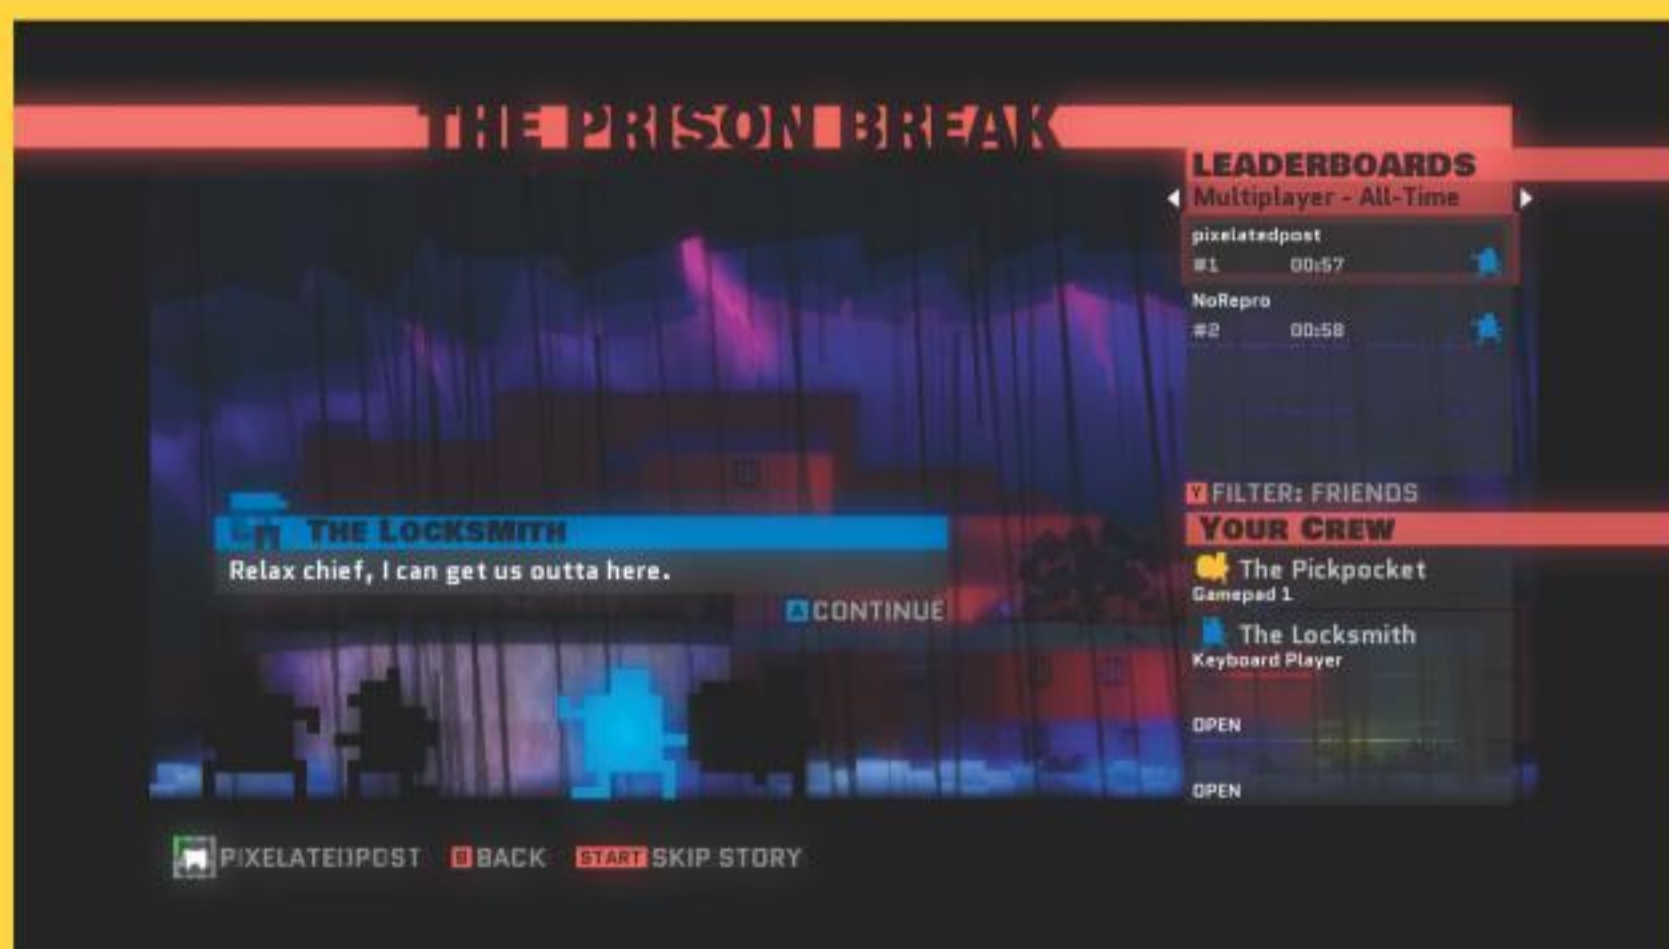 THE PRISON BREAK
LEADERBOARDS
Multiplayer - All-Time
pixelatedpost
#1 00:57
NoRepro
#2 00:58
Y FILTER: FRIENDS
YOUR CREW
The Pickpocket
Gamepad 1
The Locksmith
Keyboard Player
OPEN
OPEN
THE LOCKSMITH
Relax chief, I can get us outta here.
A CONTINUE
PIXELATEDPOST B BACK START SKIP STORY